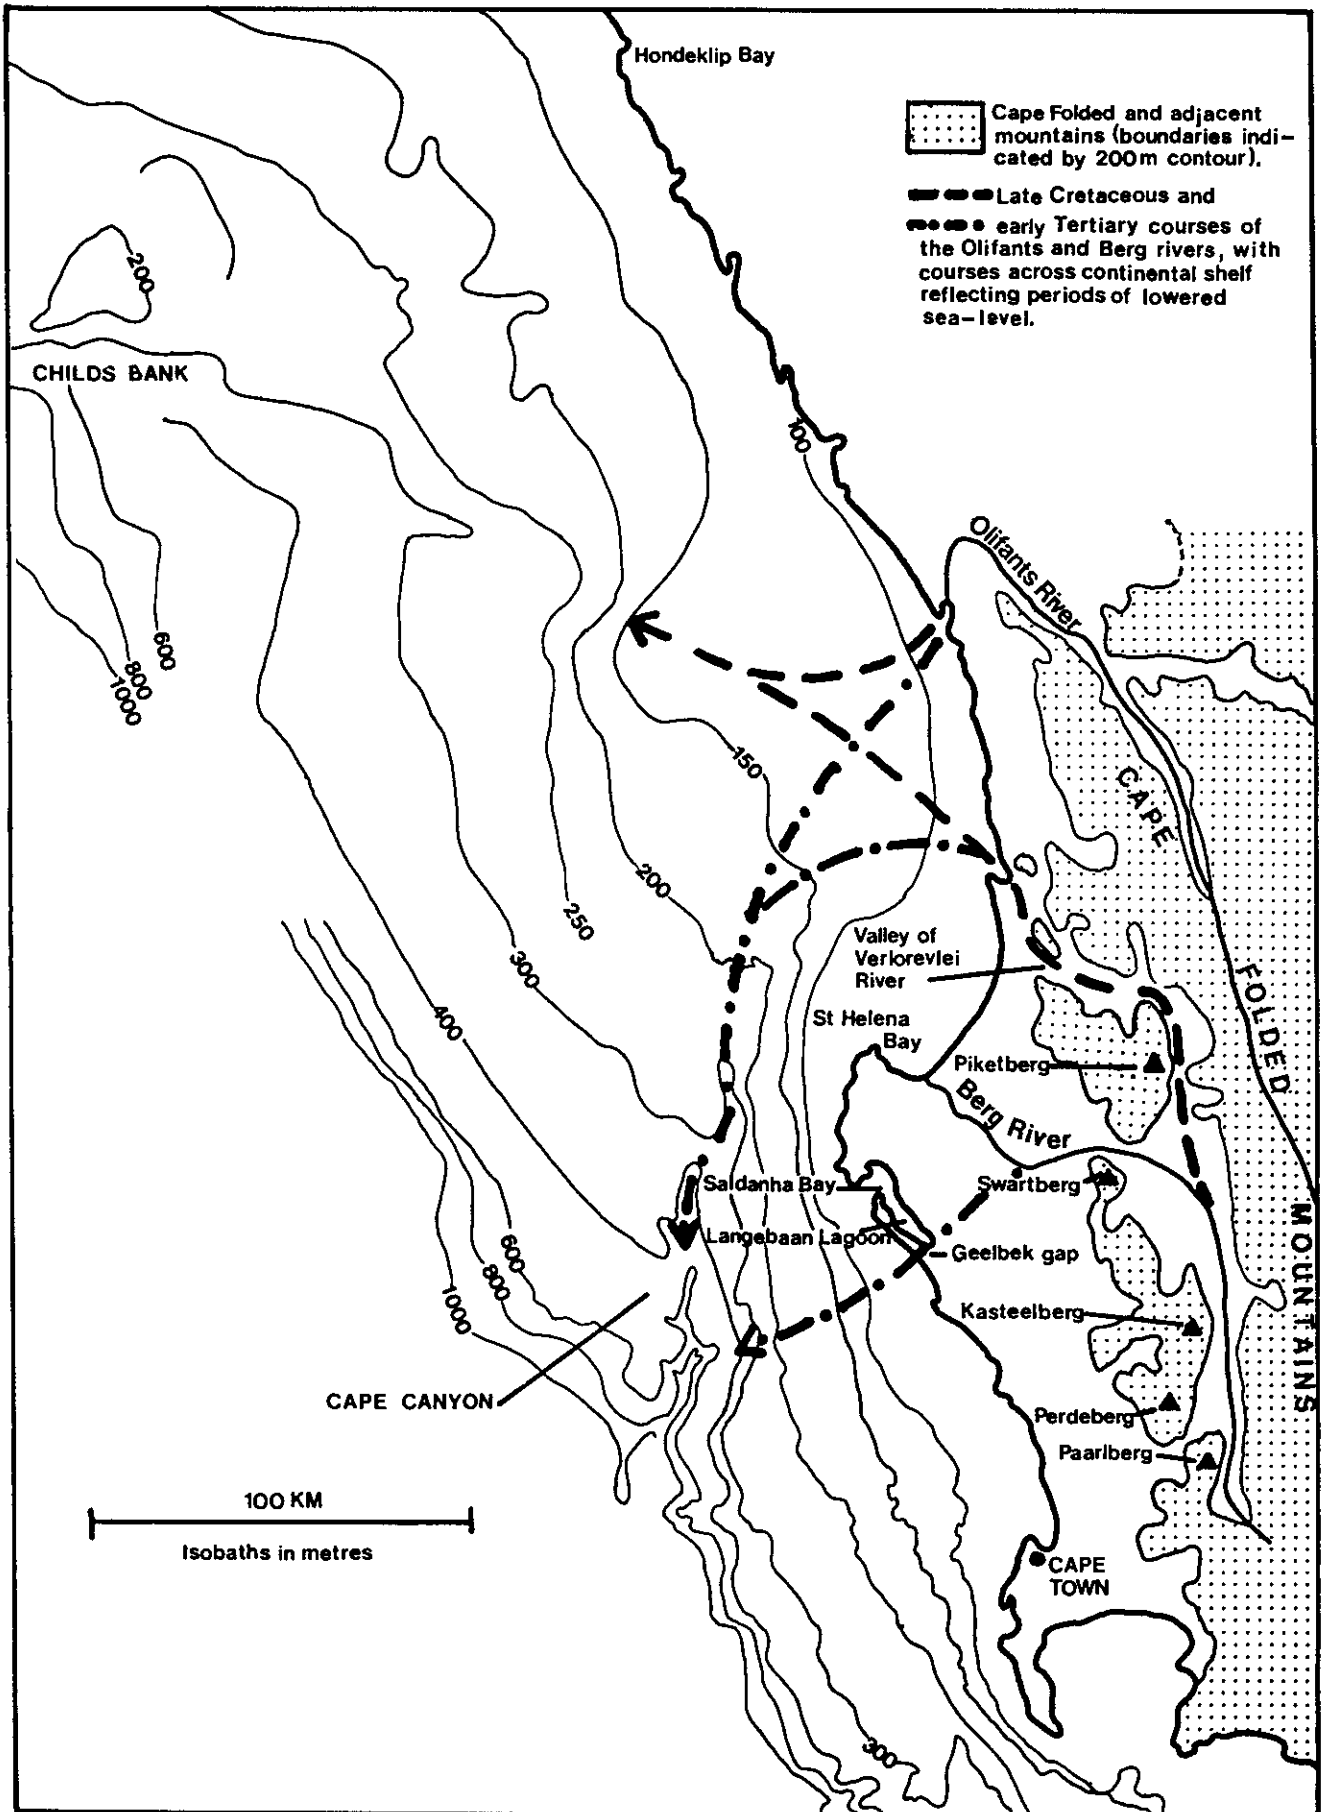 Hondeklip Bay
Cape Folded and adjacent
mountains (boundaries indi-
cated by 200m contour).
Late Cretaceous and
early Tertiary courses of
the Olifants and Berg rivers, with
courses across continental shelf
reflecting periods of lowered
sea-level.
200
CHILDS BANK
100
Olifants River
600
800
1000
150
CAPE
FOLDED
MOUNTAINS
200
250
300
400
Valley of
Verlorevlei
River
St Helena
Bay
Piketberg
Berg River
Saldanha Bay
Swartberg
Langebaan Lagoon
Geelbek gap
600
800
1000
Kasteelberg
CAPE CANYON
Perdeberg
Paarlberg
100 KM
Isobaths in metres
CAPE
TOWN
300